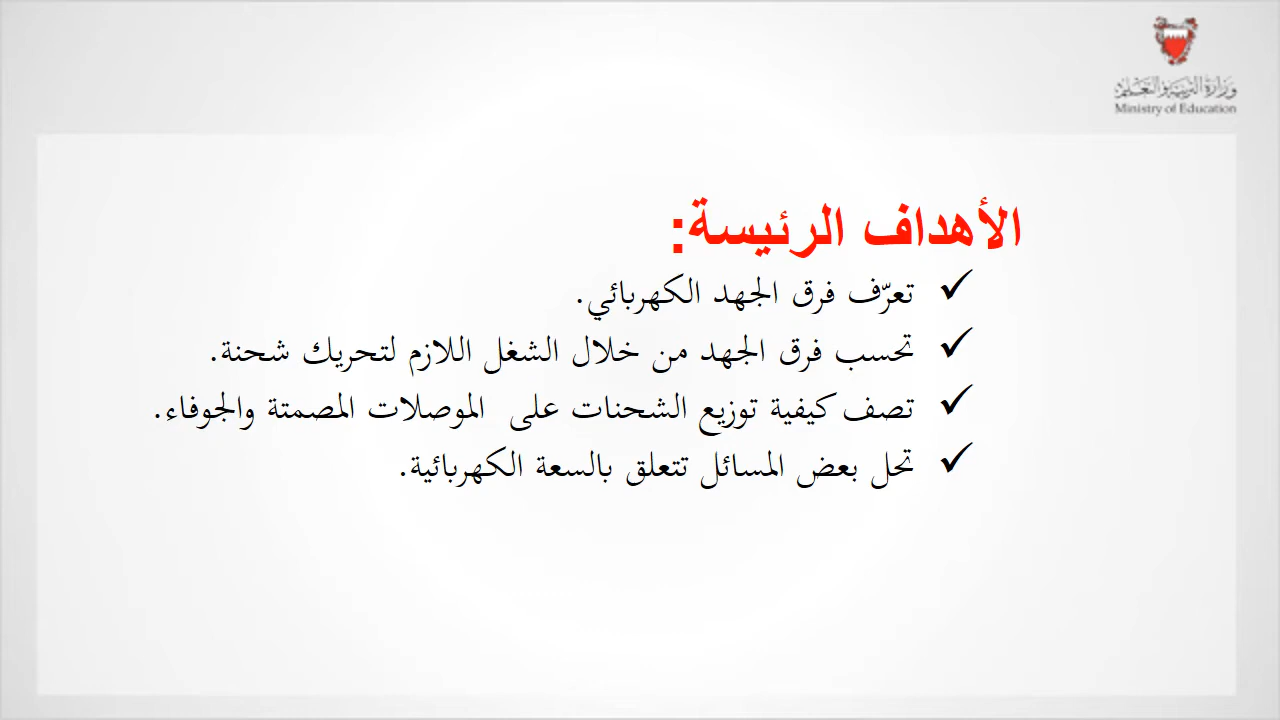 وزارة التربية والتعليم
Ministry of Education
الأهداف الرئيسة:
✓ تعرّف فرق الجهد الكهربائي.
✓ تحسب فرق الجهد من خلال الشغل اللازم لتحريك شحنة.
✓ تصف كيفية توزيع الشحنات على الموصلات المصمتة والجوفاء.
✓ تحل بعض المسائل تتعلق بالسعة الكهربائية.